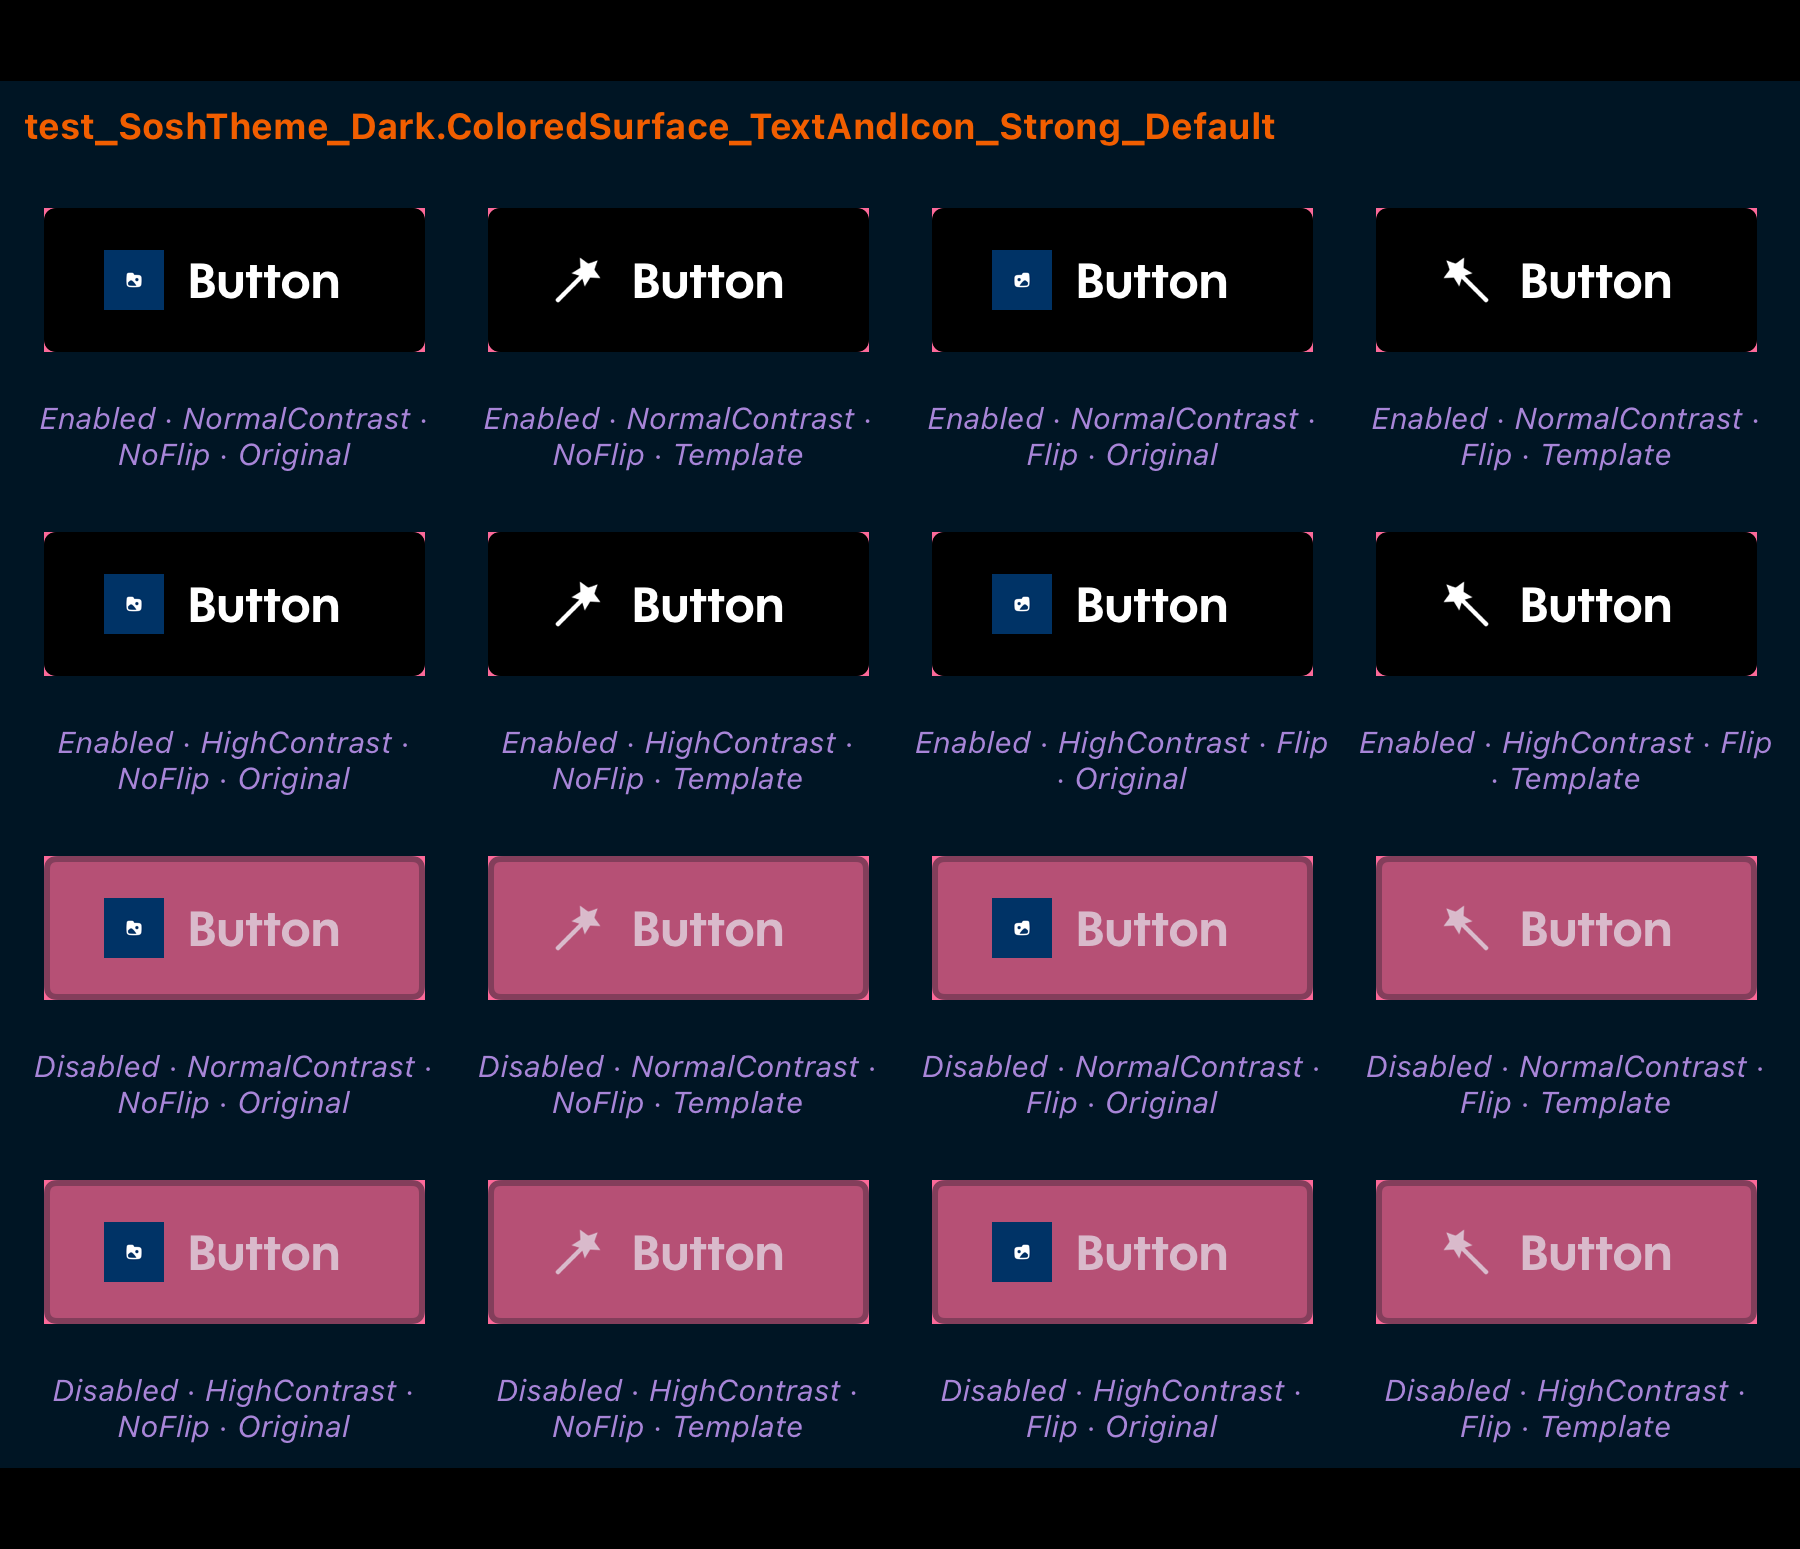 test_SoshTheme_Dark.ColoredSurface_TextAndIcon_Strong_Default
Button Button Button Button
Enabled · NormalContrast · Enabled · NormalContrast · Enabled · NormalContrast · Enabled · NormalContrast ·
NoFlip · Original NoFlip · Template Flip · Original Flip · Template
Button Button Button Button
Enabled · HighContrast · Enabled · HighContrast · Enabled · HighContrast · Flip Enabled · HighContrast · Flip
NoFlip · Original NoFlip · Template · Original · Template
Button Button Button Button
Disabled · NormalContrast · Disabled · NormalContrast · Disabled · NormalContrast · Disabled · NormalContrast ·
NoFlip · Original NoFlip · Template Flip · Original Flip · Template
Button Button Button Button
Disabled · HighContrast · Disabled · HighContrast · Disabled · HighContrast · Disabled · HighContrast ·
NoFlip · Original NoFlip · Template Flip · Original Flip · Template